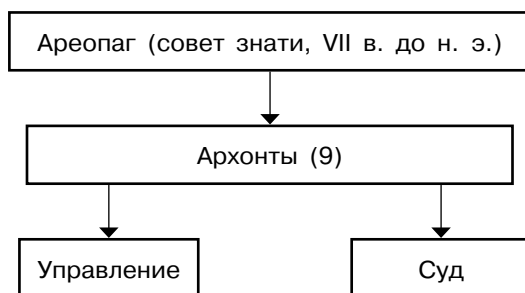 Ареопаг (совет знати, VII в. до н. э.)
Архонты (9)
Управление
Суд